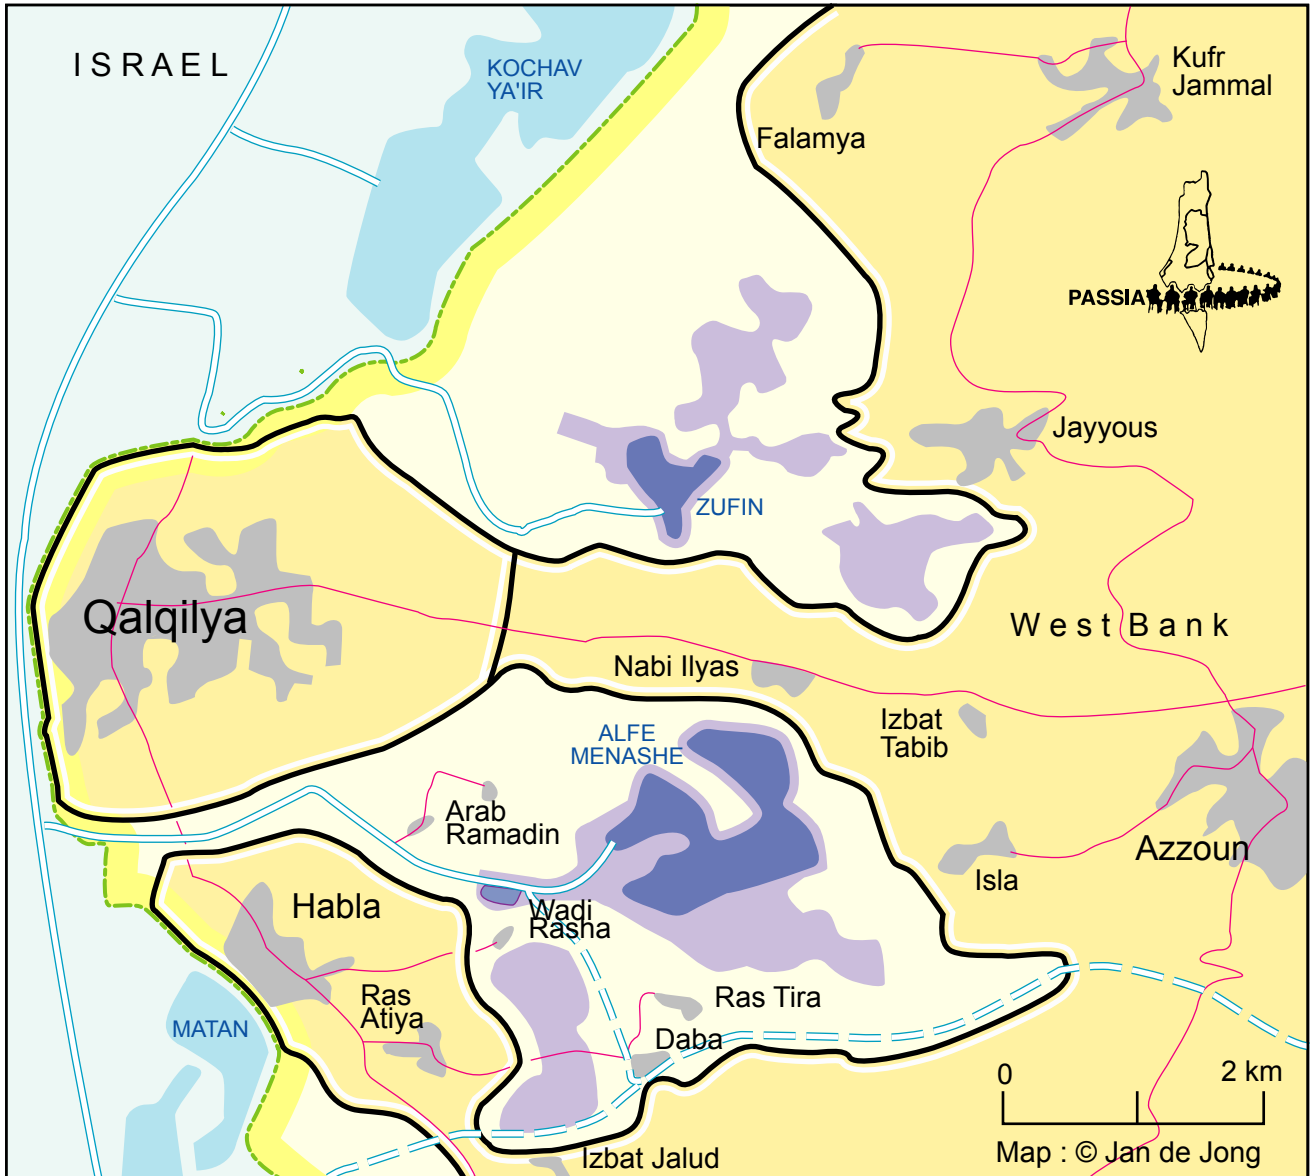 ISRAEL
KOCHAV
YA'IR
Kufr
Jammal
Falamya
PASSIA
Jayyous
ZUFIN
Qalqilya
West Bank
Nabi Ilyas
Izbat
Tabib
ALFE
MENASHE
Arab
Ramadin
Azzoun
Isla
Habla
Wadi
Rasha
Ras
Atiya
Ras Tira
MATAN
Daba
0 2 km
Map : © Jan de Jong
Izbat Jalud